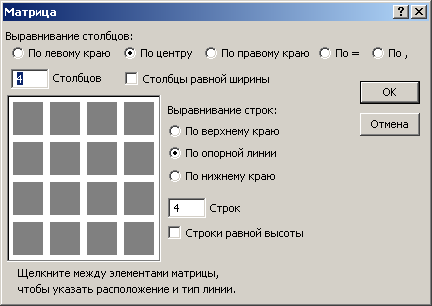 Матрица
Выравнивание столбцов:
По левому краю По центру По правому краю По = По ,
4 Столбцов Столбцы равной ширины
OK
Выравнивание строк:
Отмена
По верхнему краю
По опорной линии
По нижнему краю
4 Строк
Строки равной высоты
Щелкните между элементами матрицы,
чтобы указать расположение и тип линии.